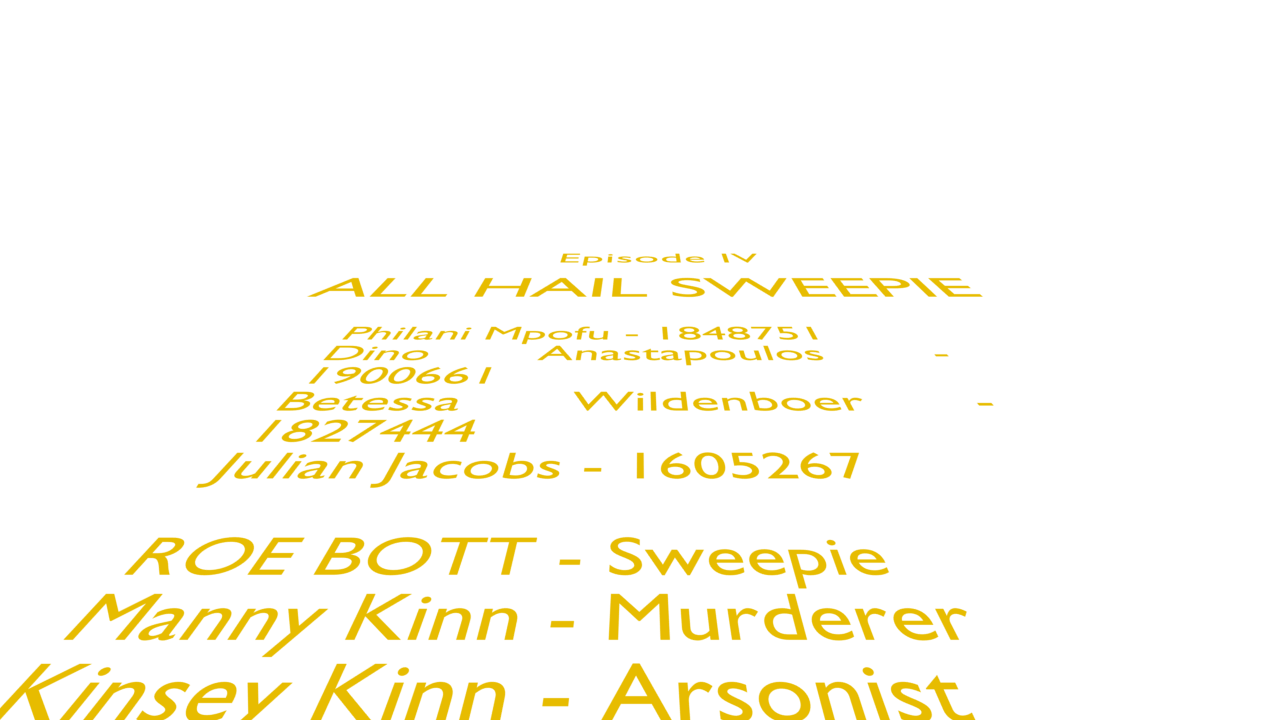 Episode IV
ALL HAIL SWEEPIE
Philani Mpofu - 1848751
Dino Anastapoulos -
1900661
Betessa Wildenboer -
1827444
Julian Jacobs - 1605267
ROE BOTT - Sweepie
Manny Kinn - Murderer
Kinsey Kinn - Arsonist